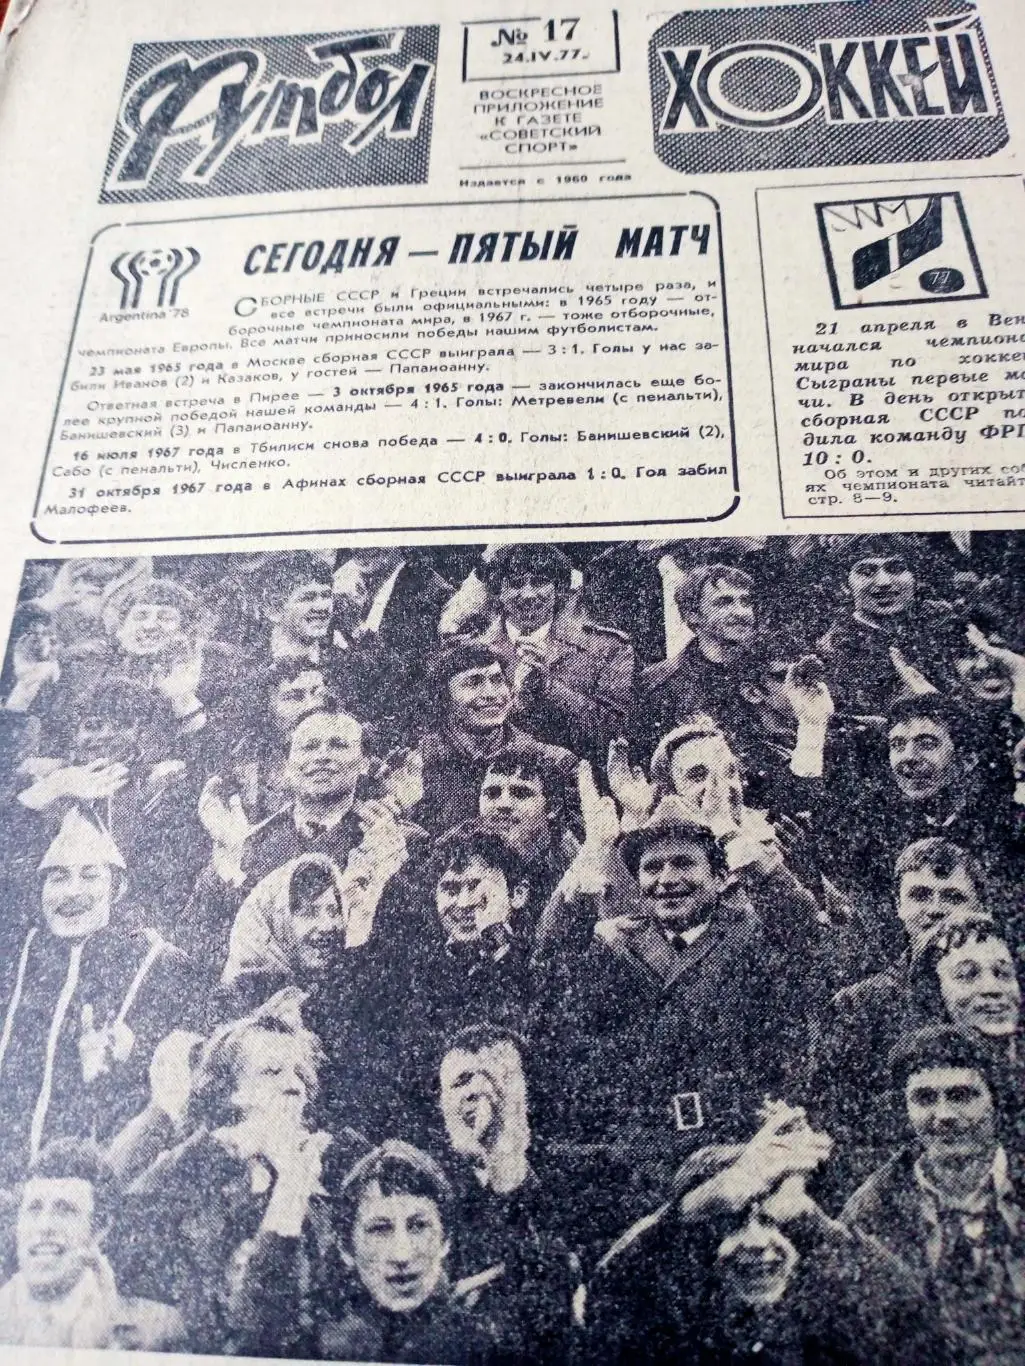 Футбол
№ 17
24.IV.77.
ВОСКРЕСНОЕ
ПРИЛОЖЕНИЕ
К ГАЗЕТЕ
«СОВЕТСКИЙ
СПОРТ»
Издается с 1960 года
ХОККЕЙ
Argentina '78
СЕГОДНЯ — ПЯТЫЙ МАТЧ
СБОРНЫЕ СССР и Греции встречались четыре раза, и
все встречи были официальными: в 1965 году — от-
борочные чемпионата мира, в 1967 г. — тоже отборочные,
чемпионата Европы. Все матчи приносили победы нашим футболистам.
23 мая 1965 года в Москве сборная СССР выиграла — 3:1. Голы у нас за-
били Иванов (2) и Казаков, у гостей — Папаиоанну.
Ответная встреча в Пирее — 3 октября 1965 года — закончилась еще бо-
лее крупной победой нашей команды — 4:1. Голы: Метревели (с пенальти),
Банишевский (3) и Папаиоанну.
16 июля 1967 года в Тбилиси снова победа — 4:0. Голы: Банишевский (2),
Сабо (с пенальти), Численко.
31 октября 1967 года в Афинах сборная СССР выиграла 1:0. Гол забил
Малофеев.
WM
77
21 апреля в Вен
начался чемпиона
мира по хокке
Сыграны первые ма
чи. В день открыт
сборная СССР по
дила команду ФРГ
10:0.
Об этом и других соб
ях чемпионата читайт
стр. 8—9.